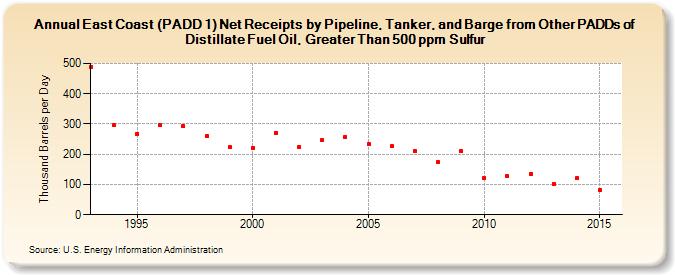 Annual East Coast (PADD 1) Net Receipts by Pipeline, Tanker, and Barge from Other PADDs of
Distillate Fuel Oil, Greater Than 500 ppm Sulfur
Thousand Barrels per Day
500
400
300
200
100
0
1995
2000
2005
2010
2015
Source: U.S. Energy Information Administration